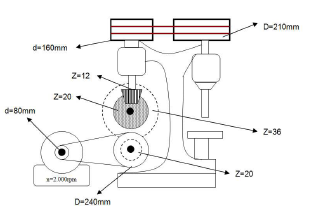 D=210mm
d=160mm
Z=12
Z=20
d=80mm
Z=36
Z=20
n=2.000rpm
D=240mm